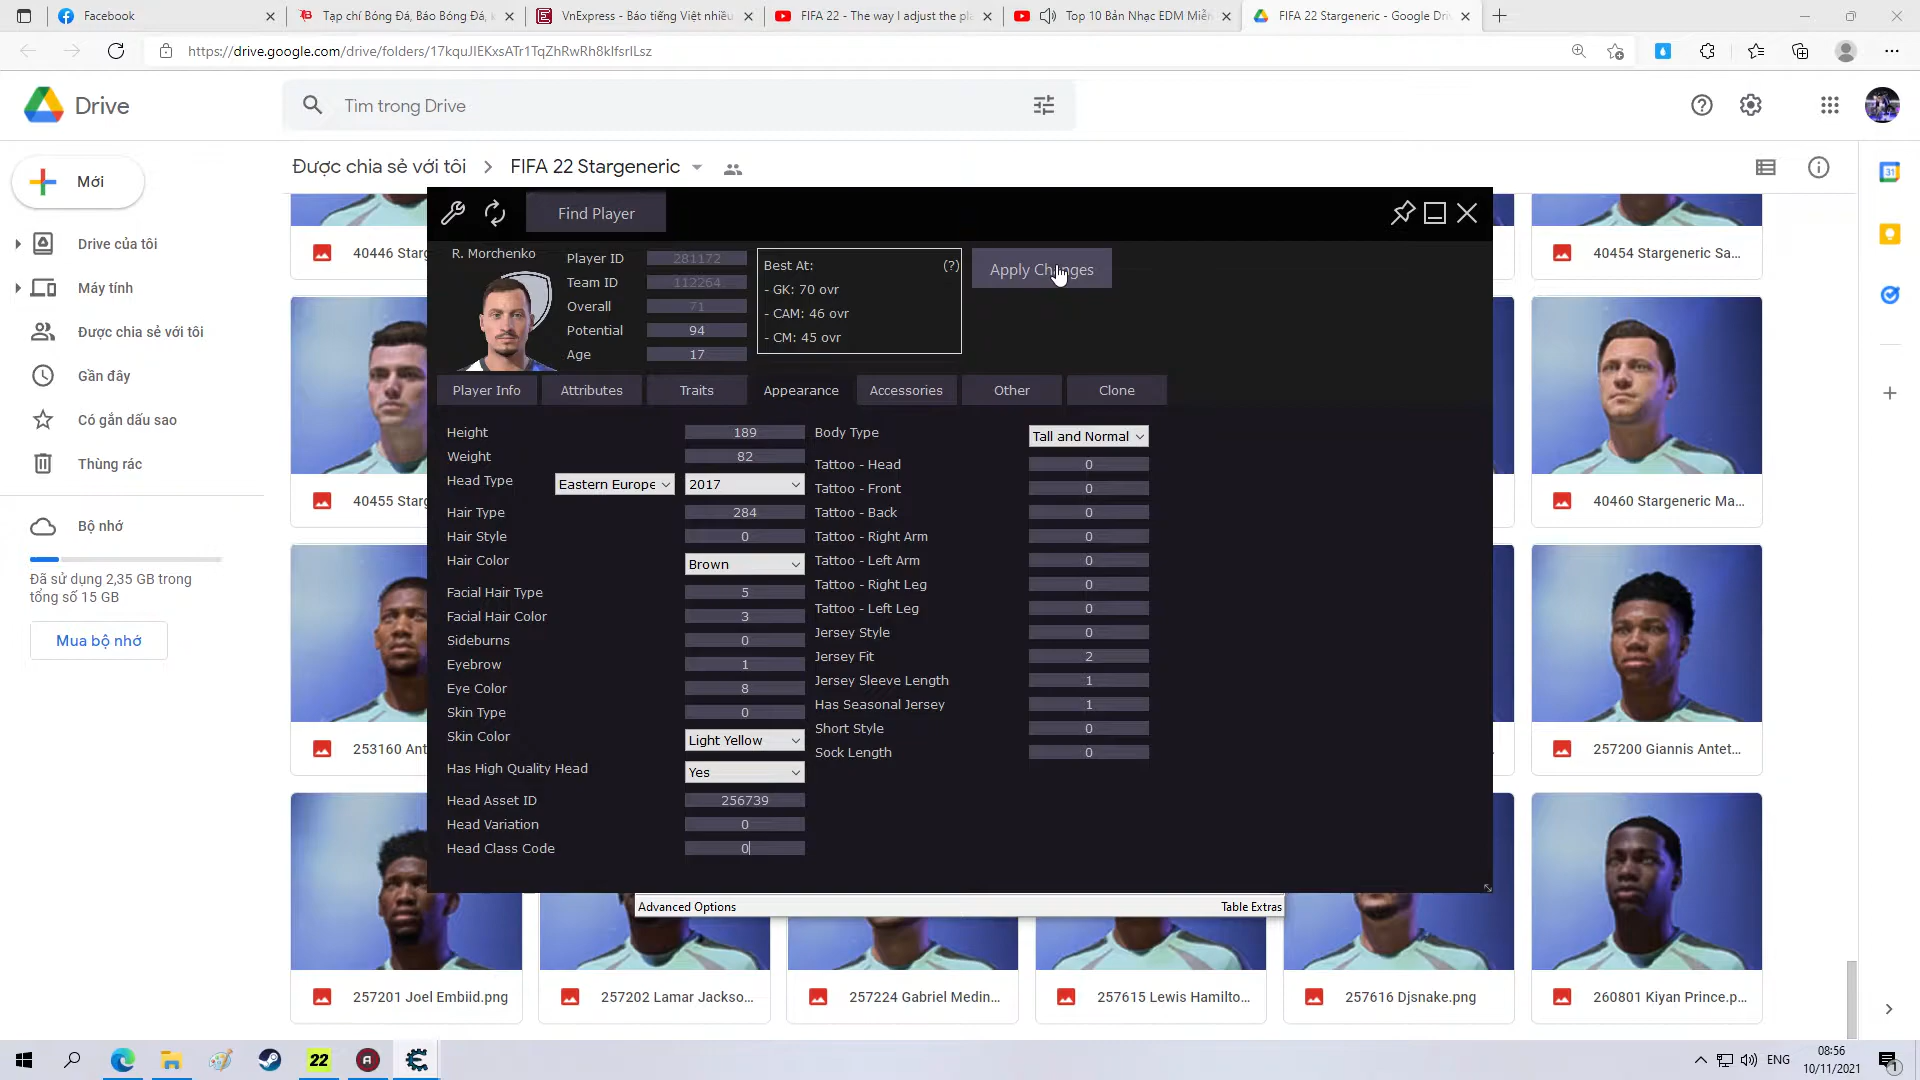 Facebook
Tạp chí Bóng Đá, Báo Bóng Đá, k
VnExpress - Báo tiếng Việt nhiều
FIFA 22 - The way I adjust the pla
Top 10 Bản Nhạc EDM Miễn
FIFA 22 Stargeneric - Google Driv
https://drive.google.com/drive/folders/17kquJIEKxsATr1TqZhRwRh8klfsrILsz
Drive
Tìm trong Drive
Mới
Được chia sẻ với tôi
FIFA 22 Stargeneric
Drive của tôi
Máy tính
Được chia sẻ với tôi
Gần đây
Có gắn dấu sao
Thùng rác
Bộ nhớ
Đã sử dụng 2,35 GB trong
tổng số 15 GB
Mua bộ nhớ
Find Player
R. Morchenko
Player ID 281172
Team ID 112264
Overall 71
Potential 94
Age 17
Best At: (?)
- GK: 70 ovr
- CAM: 46 ovr
- CM: 45 ovr
Apply Changes
Player Info
Attributes
Traits
Appearance
Accessories
Other
Clone
Height 189
Weight 82
Head Type Eastern Europe 2017
Hair Type 284
Hair Style 0
Hair Color Brown
Facial Hair Type 5
Facial Hair Color 3
Sideburns 0
Eyebrow 1
Eye Color 8
Skin Type 0
Skin Color Light Yellow
Has High Quality Head Yes
Head Asset ID 256739
Head Variation 0
Head Class Code 0
Body Type Tall and Normal
Tattoo - Head 0
Tattoo - Front 0
Tattoo - Back 0
Tattoo - Right Arm 0
Tattoo - Left Arm 0
Tattoo - Right Leg 0
Tattoo - Left Leg 0
Jersey Style 0
Jersey Fit 2
Jersey Sleeve Length 1
Has Seasonal Jersey 1
Short Style 0
Sock Length 0
Advanced Options
Table Extras
40446 Starg
40454 Stargeneric Sa...
40455 Starg
40460 Stargeneric Ma...
253160 Ant
257200 Giannis Antet...
257201 Joel Embiid.png
257202 Lamar Jackso...
257224 Gabriel Medin...
257615 Lewis Hamilto...
257616 Djsnake.png
260801 Kiyan Prince.p...
31
22
ENG
08:56
10/11/2021
1